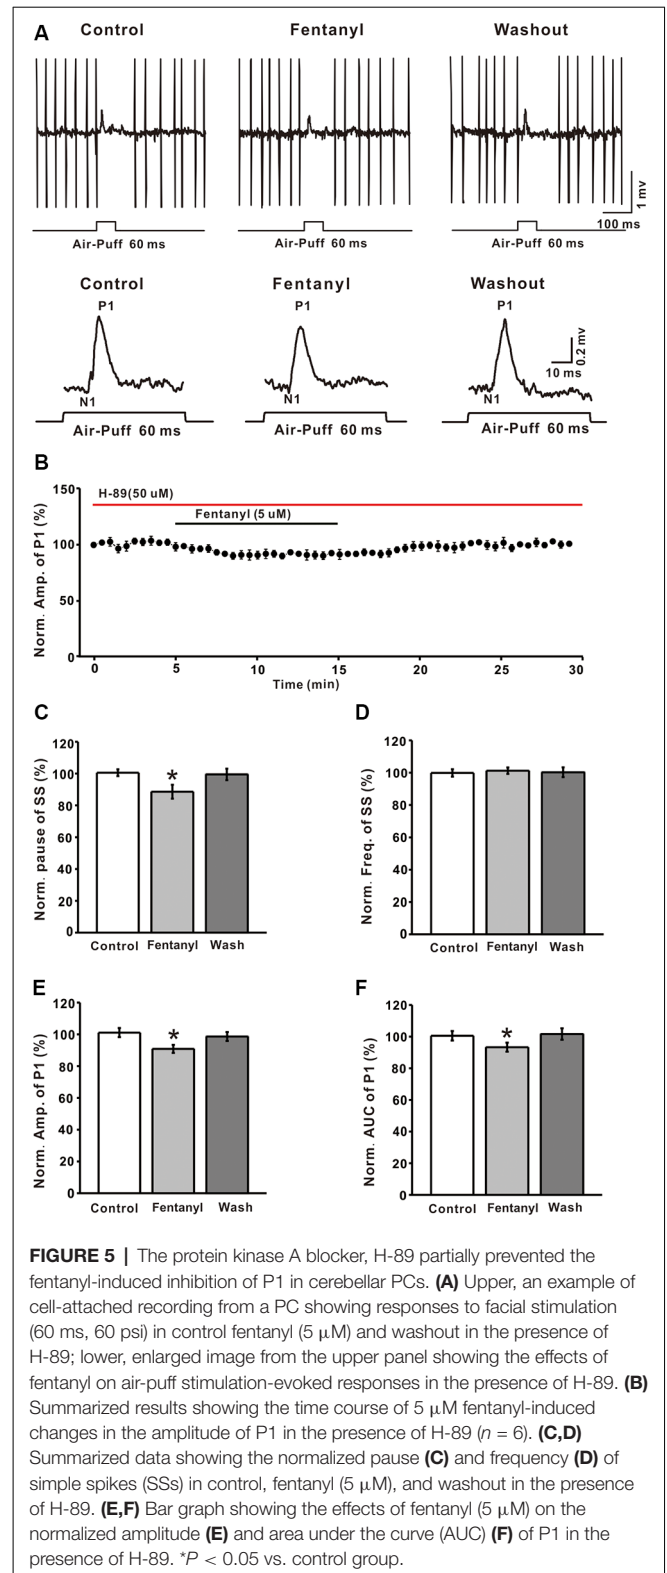 A
Control Fentanyl Washout
1 mv
100 ms
Air-Puff 60 ms Air-Puff 60 ms Air-Puff 60 ms
Control Fentanyl Washout
P1 P1 P1
0.2 mv
10 ms
N1 N1 N1
Air-Puff 60 ms Air-Puff 60 ms Air-Puff 60 ms
B
Norm. Amp. of P1 (%)
150
100
50
0
H-89(50 uM)
Fentanyl (5 uM)
0 5 10 15 20 25 30
Time (min)
C
Norm. pause of SS (%)
120
100
80
60
40
20
0
*
Control Fentanyl Wash
D
Norm. Freq. of SS (%)
120
100
80
60
40
20
0
Control Fentanyl Wash
E
Norm. Amp. of P1 (%)
120
100
80
60
40
20
0
*
Control Fentanyl Wash
F
Norm. AUC of P1 (%)
120
100
80
60
40
20
0
*
Control Fentanyl Wash
FIGURE 5 | The protein kinase A blocker, H-89 partially prevented the
fentanyl-induced inhibition of P1 in cerebellar PCs. (A) Upper, an example of
cell-attached recording from a PC showing responses to facial stimulation
(60 ms, 60 psi) in control fentanyl (5 μM) and washout in the presence of
H-89; lower, enlarged image from the upper panel showing the effects of
fentanyl on air-puff stimulation-evoked responses in the presence of H-89. (B)
Summarized results showing the time course of 5 μM fentanyl-induced
changes in the amplitude of P1 in the presence of H-89 (n = 6). (C,D)
Summarized data showing the normalized pause (C) and frequency (D) of
simple spikes (SSs) in control, fentanyl (5 μM), and washout in the presence
of H-89. (E,F) Bar graph showing the effects of fentanyl (5 μM) on the
normalized amplitude (E) and area under the curve (AUC) (F) of P1 in the
presence of H-89. *P < 0.05 vs. control group.